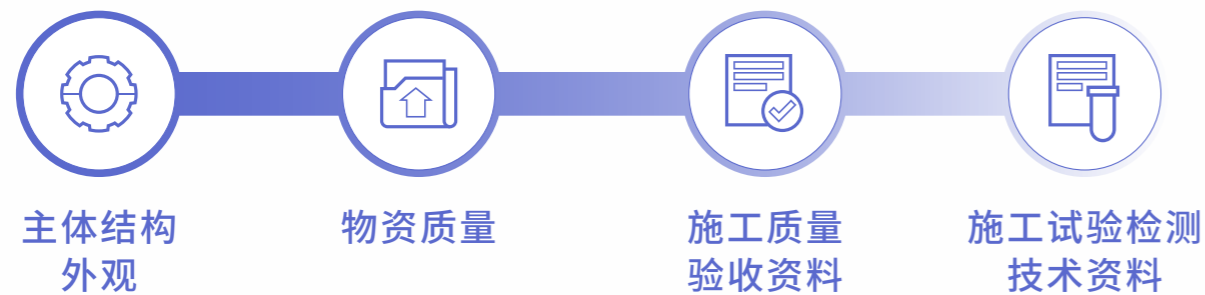 主体结构
外观
物资质量
施工质量
验收资料
施工试验检测
技术资料